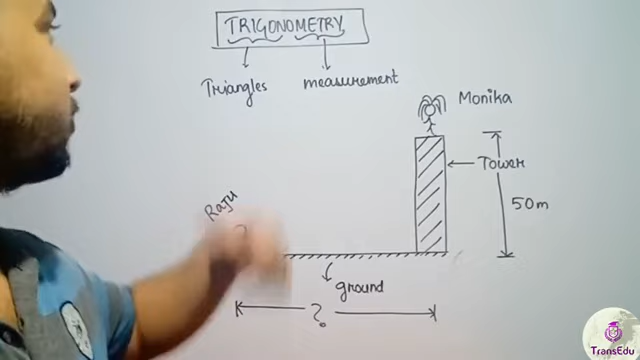 TRIGONOMETRY
Triangles measurement
Monika
Tower
50m
Raju
ground
?
TransEdu